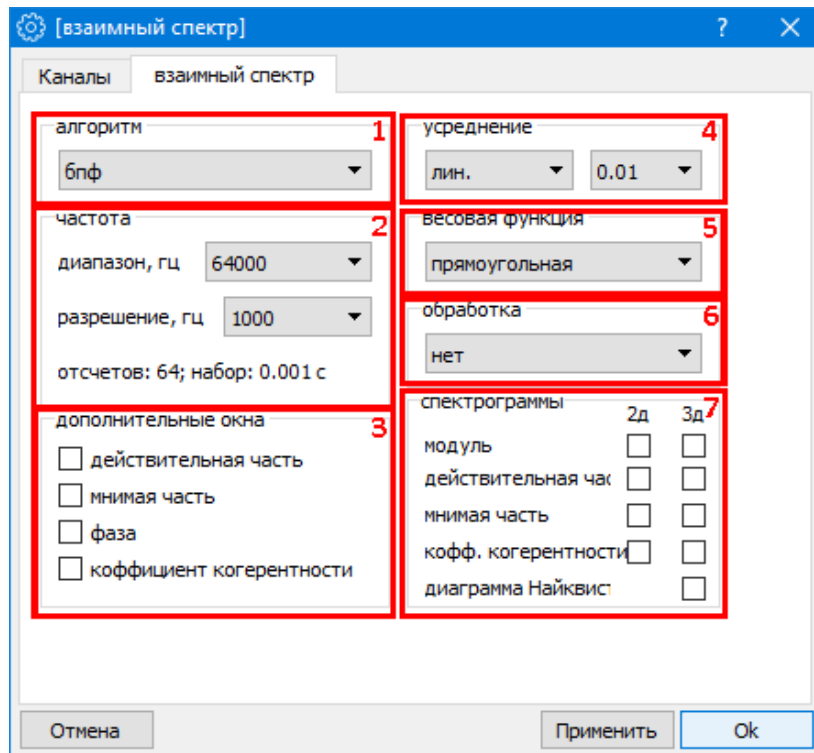 [взаимный спектр] ?
Каналы взаимный спектр
алгоритм 1
бпф
частота 2
диапазон, гц 64000
разрешение, гц 1000
отсчетов: 64; набор: 0.001 с
дополнительные окна 3
действительная часть
мнимая часть
фаза
коффициент когерентности
усреднение 4
лин. 0.01
весовая функция 5
прямоугольная
обработка 6
нет
спектрограммы 2д 3д 7
модуль
действительная час
мнимая часть
кофф. когерентности
диаграмма Найквист
Отмена Применить Ok